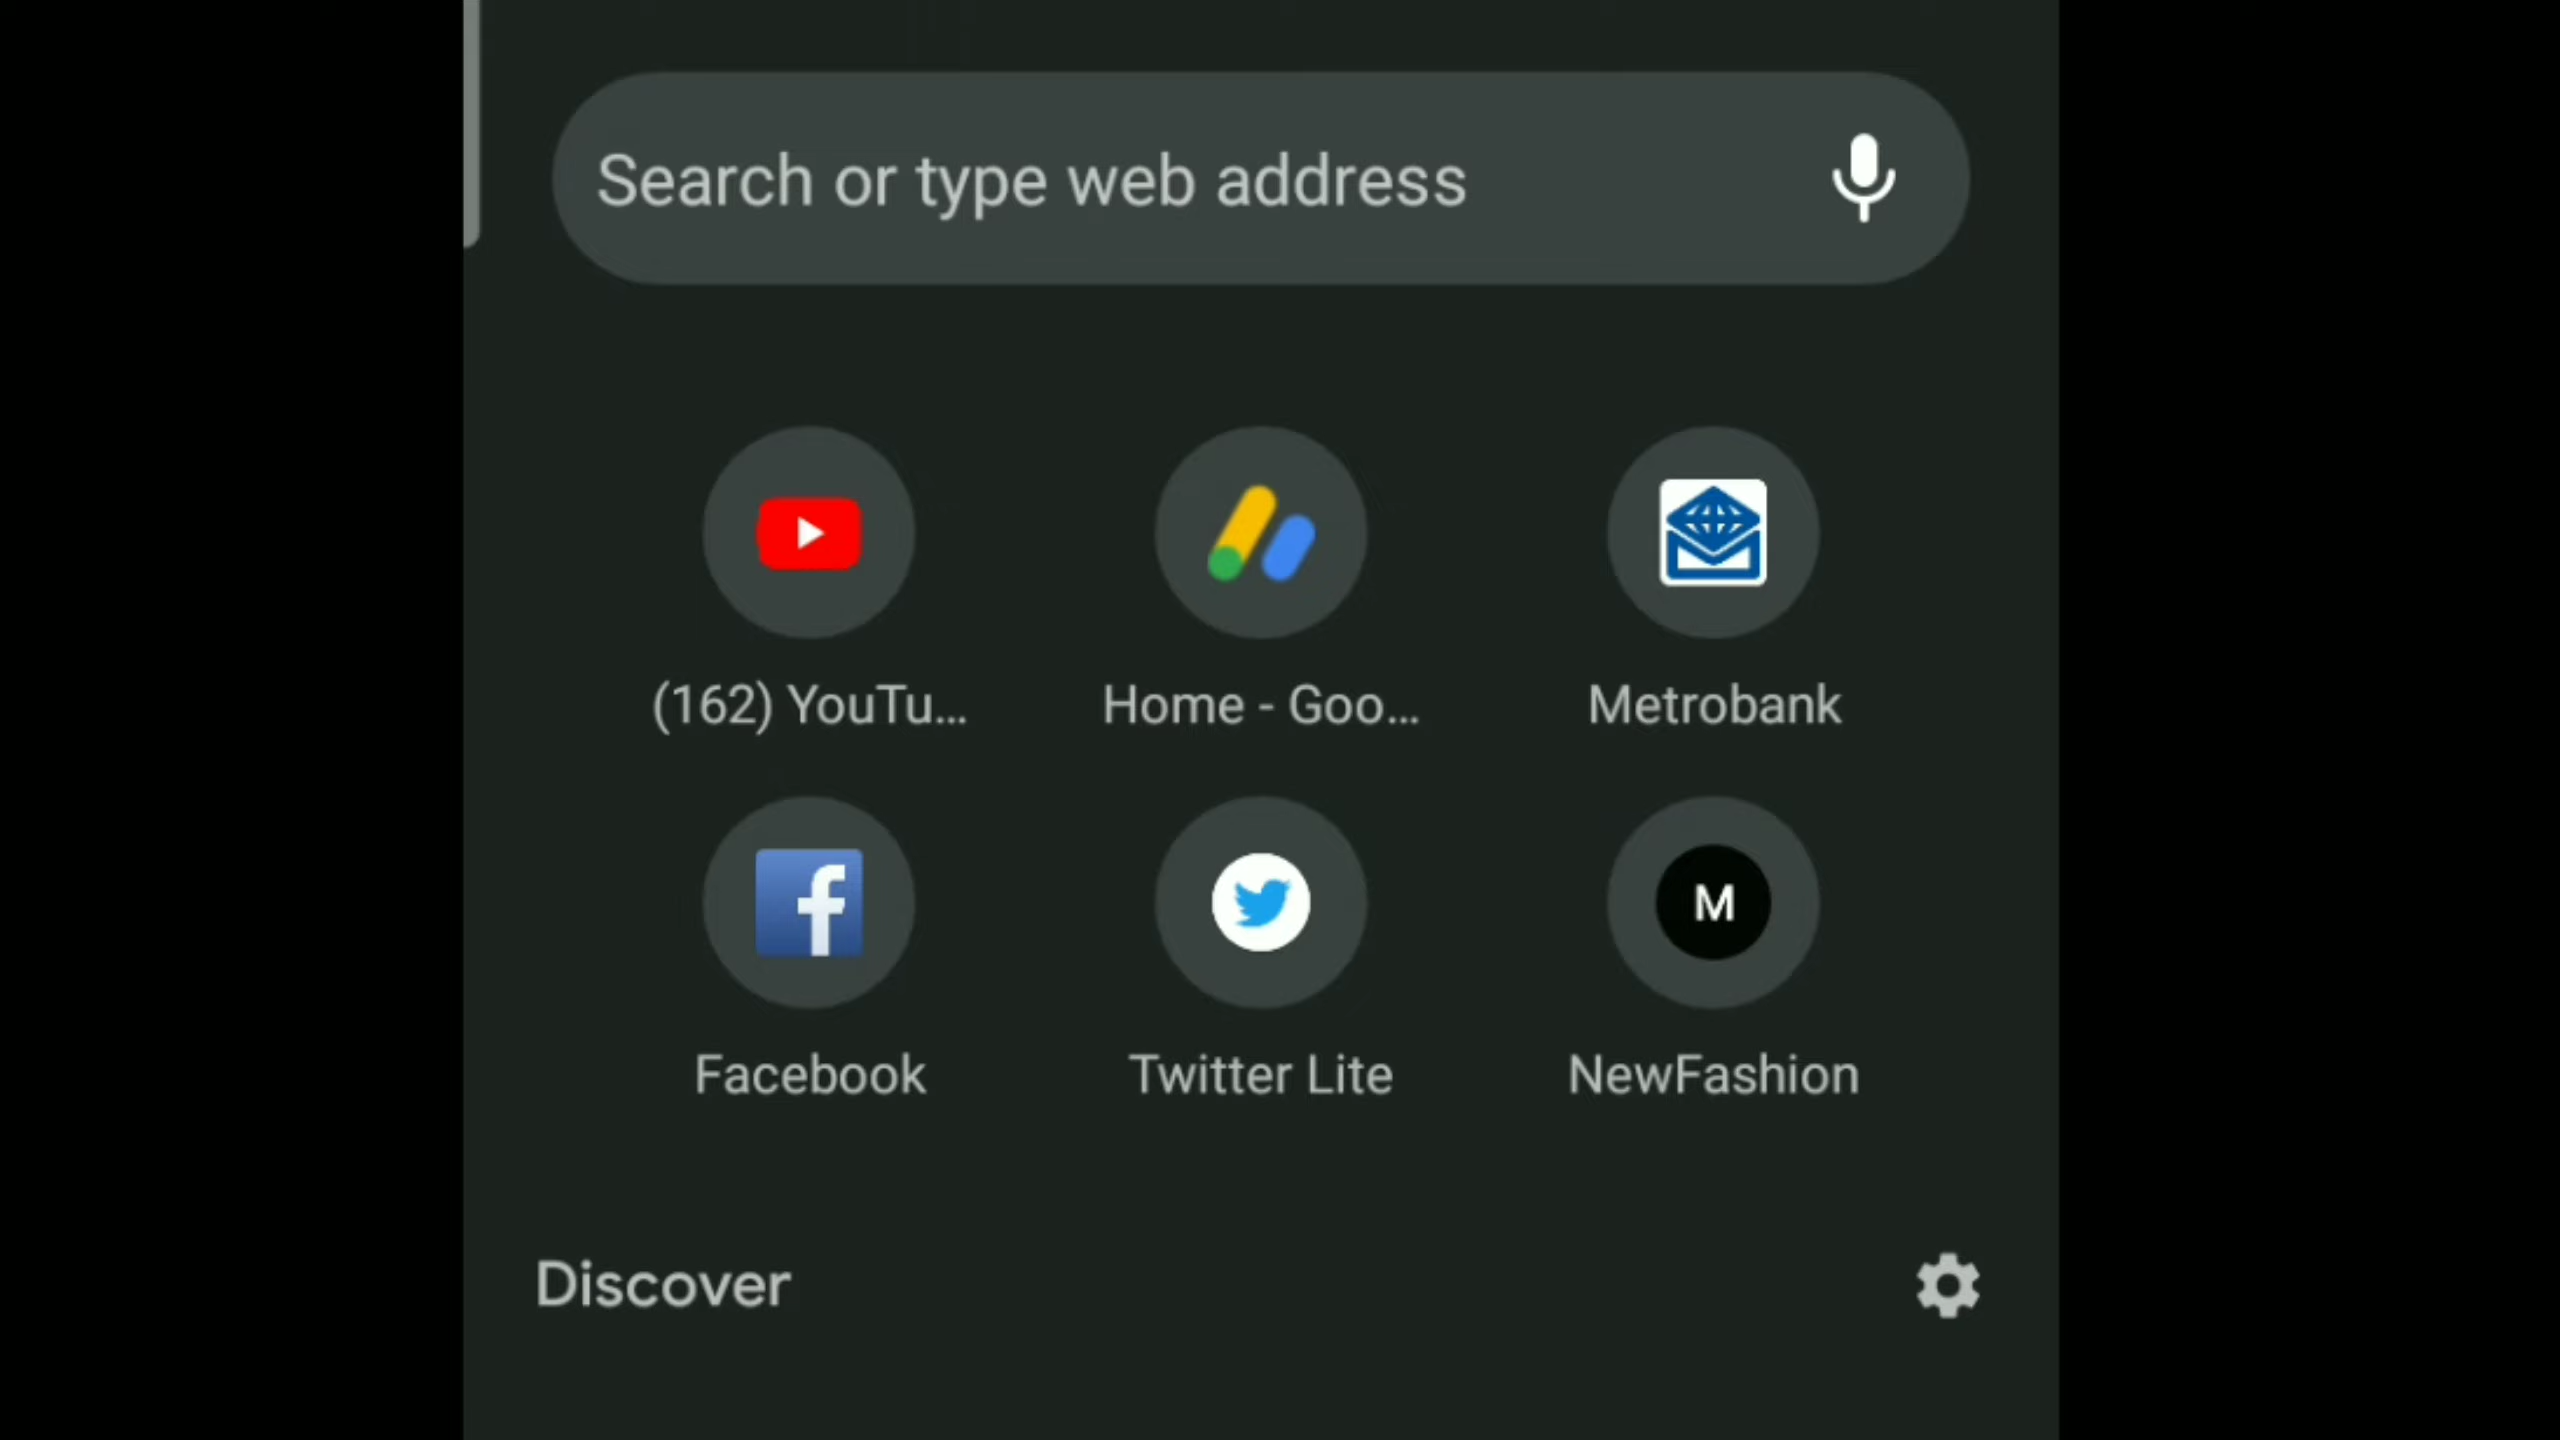 Search or type web address
(162) YouTu...
Home - Goo...
Metrobank
f
M
Facebook
Twitter Lite
NewFashion
Discover